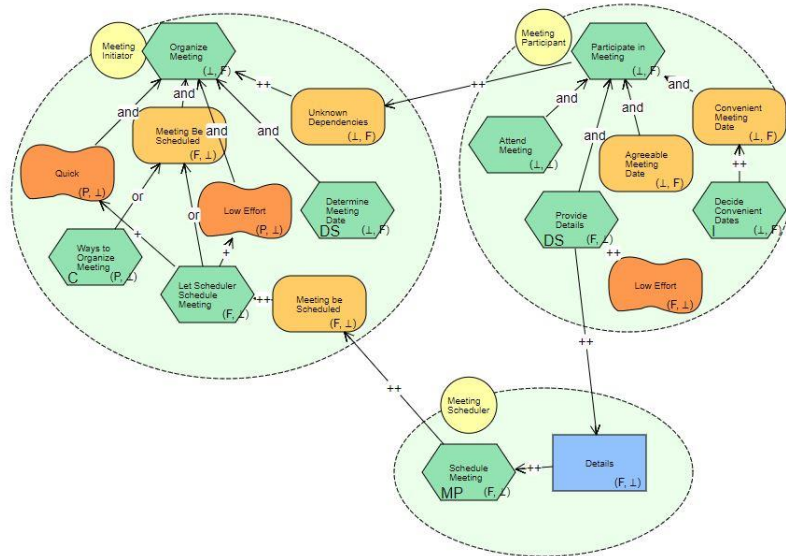 Meeting
Initiator
Organize
Meeting
(⊥, F)
++
and
and
and
and
and
Meeting Be
Scheduled
(F, ⊥)
Unknown
Dependencies
(⊥, F)
Quick
(P, ⊥)
or
or
Low Effort
(P, ⊥)
Determine
Meeting
Date
DS
(⊥, F)
Ways to
Organize
Meeting
C
(P, ⊥)
+
+
Let Scheduler
Schedule
Meeting
(F, ⊥)
++
Meeting be
Scheduled
(F, ⊥)
++
Meeting
Participant
Participate in
Meeting
(⊥, F)
++
and
and
and
and
Attend
Meeting
(⊥, ⊥)
Agreeable
Meeting
Date
(⊥, F)
Convenient
Meeting
Date
(⊥, F)
++
Provide
Details
DS
(F, ⊥)
++
Decide
Convenient
Dates
I
(⊥, F)
Low Effort
(F, ⊥)
++
Meeting
Scheduler
Schedule
Meeting
MP
(F, ⊥)
++
Details
(F, ⊥)